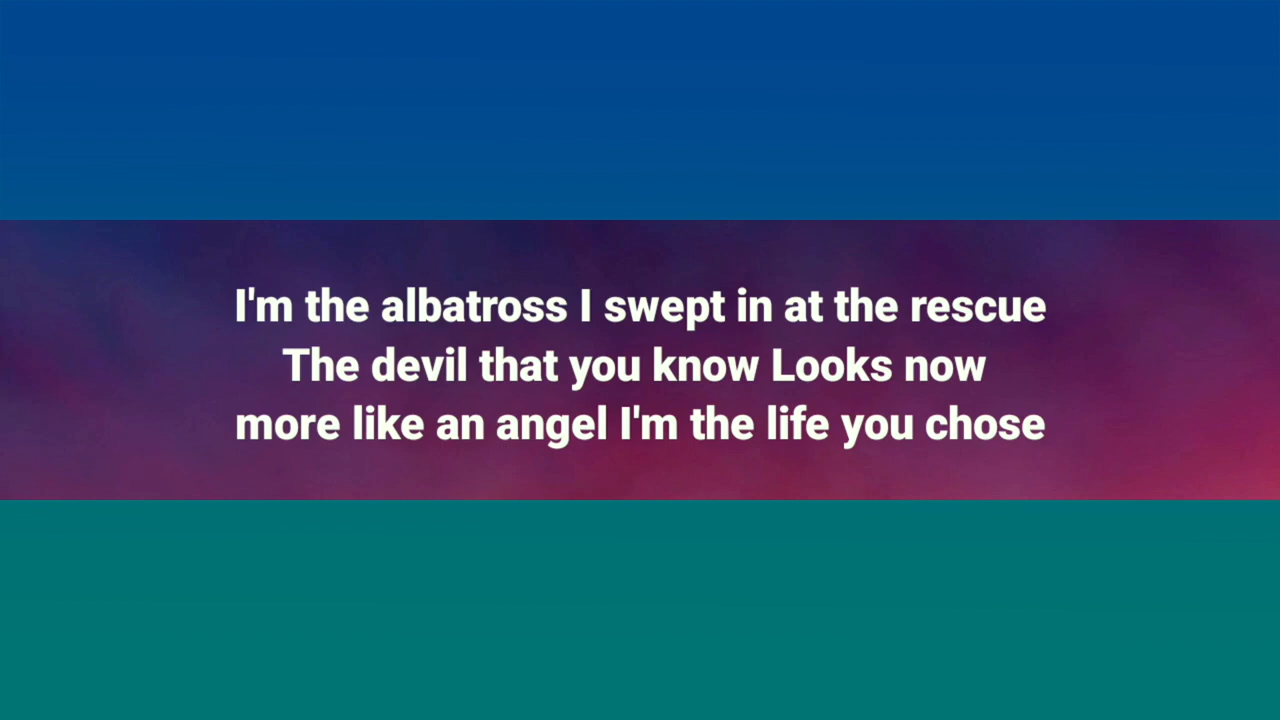 I'm the albatross I swept in at the rescue
The devil that you know Looks now
more like an angel I'm the life you chose